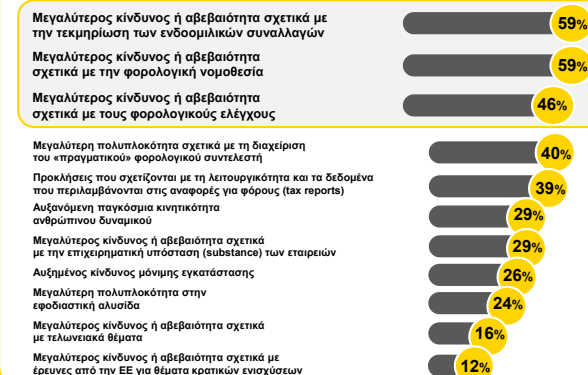 Μεγαλύτερος κίνδυνος ή αβεβαιότητα σχετικά με
την τεκμηρίωση των ενδοομιλικών συναλλαγών
59%
Μεγαλύτερος κίνδυνος ή αβεβαιότητα
σχετικά με την φορολογική νομοθεσία
59%
Μεγαλύτερος κίνδυνος ή αβεβαιότητα
σχετικά με τους φορολογικούς ελέγχους
46%
Μεγαλύτερη πολυπλοκότητα σχετικά με τη διαχείριση
του «πραγματικού» φορολογικού συντελεστή
40%
Προκλήσεις που σχετίζονται με τη λειτουργικότητα και τα δεδομένα
που περιλαμβάνονται στις αναφορές για φόρους (tax reports)
39%
Αυξανόμενη παγκόσμια κινητικότητα
ανθρώπινου δυναμικού
29%
Μεγαλύτερος κίνδυνος ή αβεβαιότητα σχετικά
με την επιχειρηματική υπόσταση (substance) των εταιρειών
29%
Αυξημένος κίνδυνος μόνιμης εγκατάστασης
26%
Μεγαλύτερη πολυπλοκότητα στην
εφοδιαστική αλυσίδα
24%
Μεγαλύτερος κίνδυνος ή αβεβαιότητα σχετικά
με τελωνειακά θέματα
16%
Μεγαλύτερος κίνδυνος ή αβεβαιότητα σχετικά με
έρευνες από την ΕΕ για θέματα κρατικών ενισχύσεων
12%